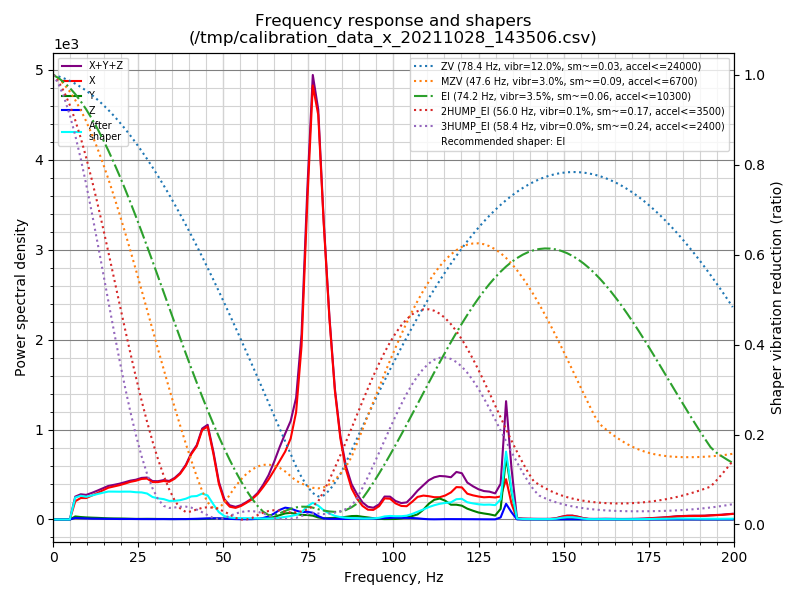 Frequency response and shapers
(/tmp/calibration_data_x_20211028_143506.csv)
1e3
X+Y+Z
X
Y
Z
After
shaper
ZV (78.4 Hz, vibr=12.0%, sm~=0.03, accel<=24000)
MZV (47.6 Hz, vibr=3.0%, sm~=0.09, accel<=6700)
EI (74.2 Hz, vibr=3.5%, sm~=0.06, accel<=10300)
2HUMP_EI (56.0 Hz, vibr=0.1%, sm~=0.17, accel<=3500)
3HUMP_EI (58.4 Hz, vibr=0.0%, sm~=0.24, accel<=2400)
Recommended shaper: EI
Power spectral density
5
4
3
2
1
0
1.0
0.8
0.6
0.4
0.2
0.0
Shaper vibration reduction (ratio)
0
25
50
75
100
125
150
175
200
Frequency, Hz